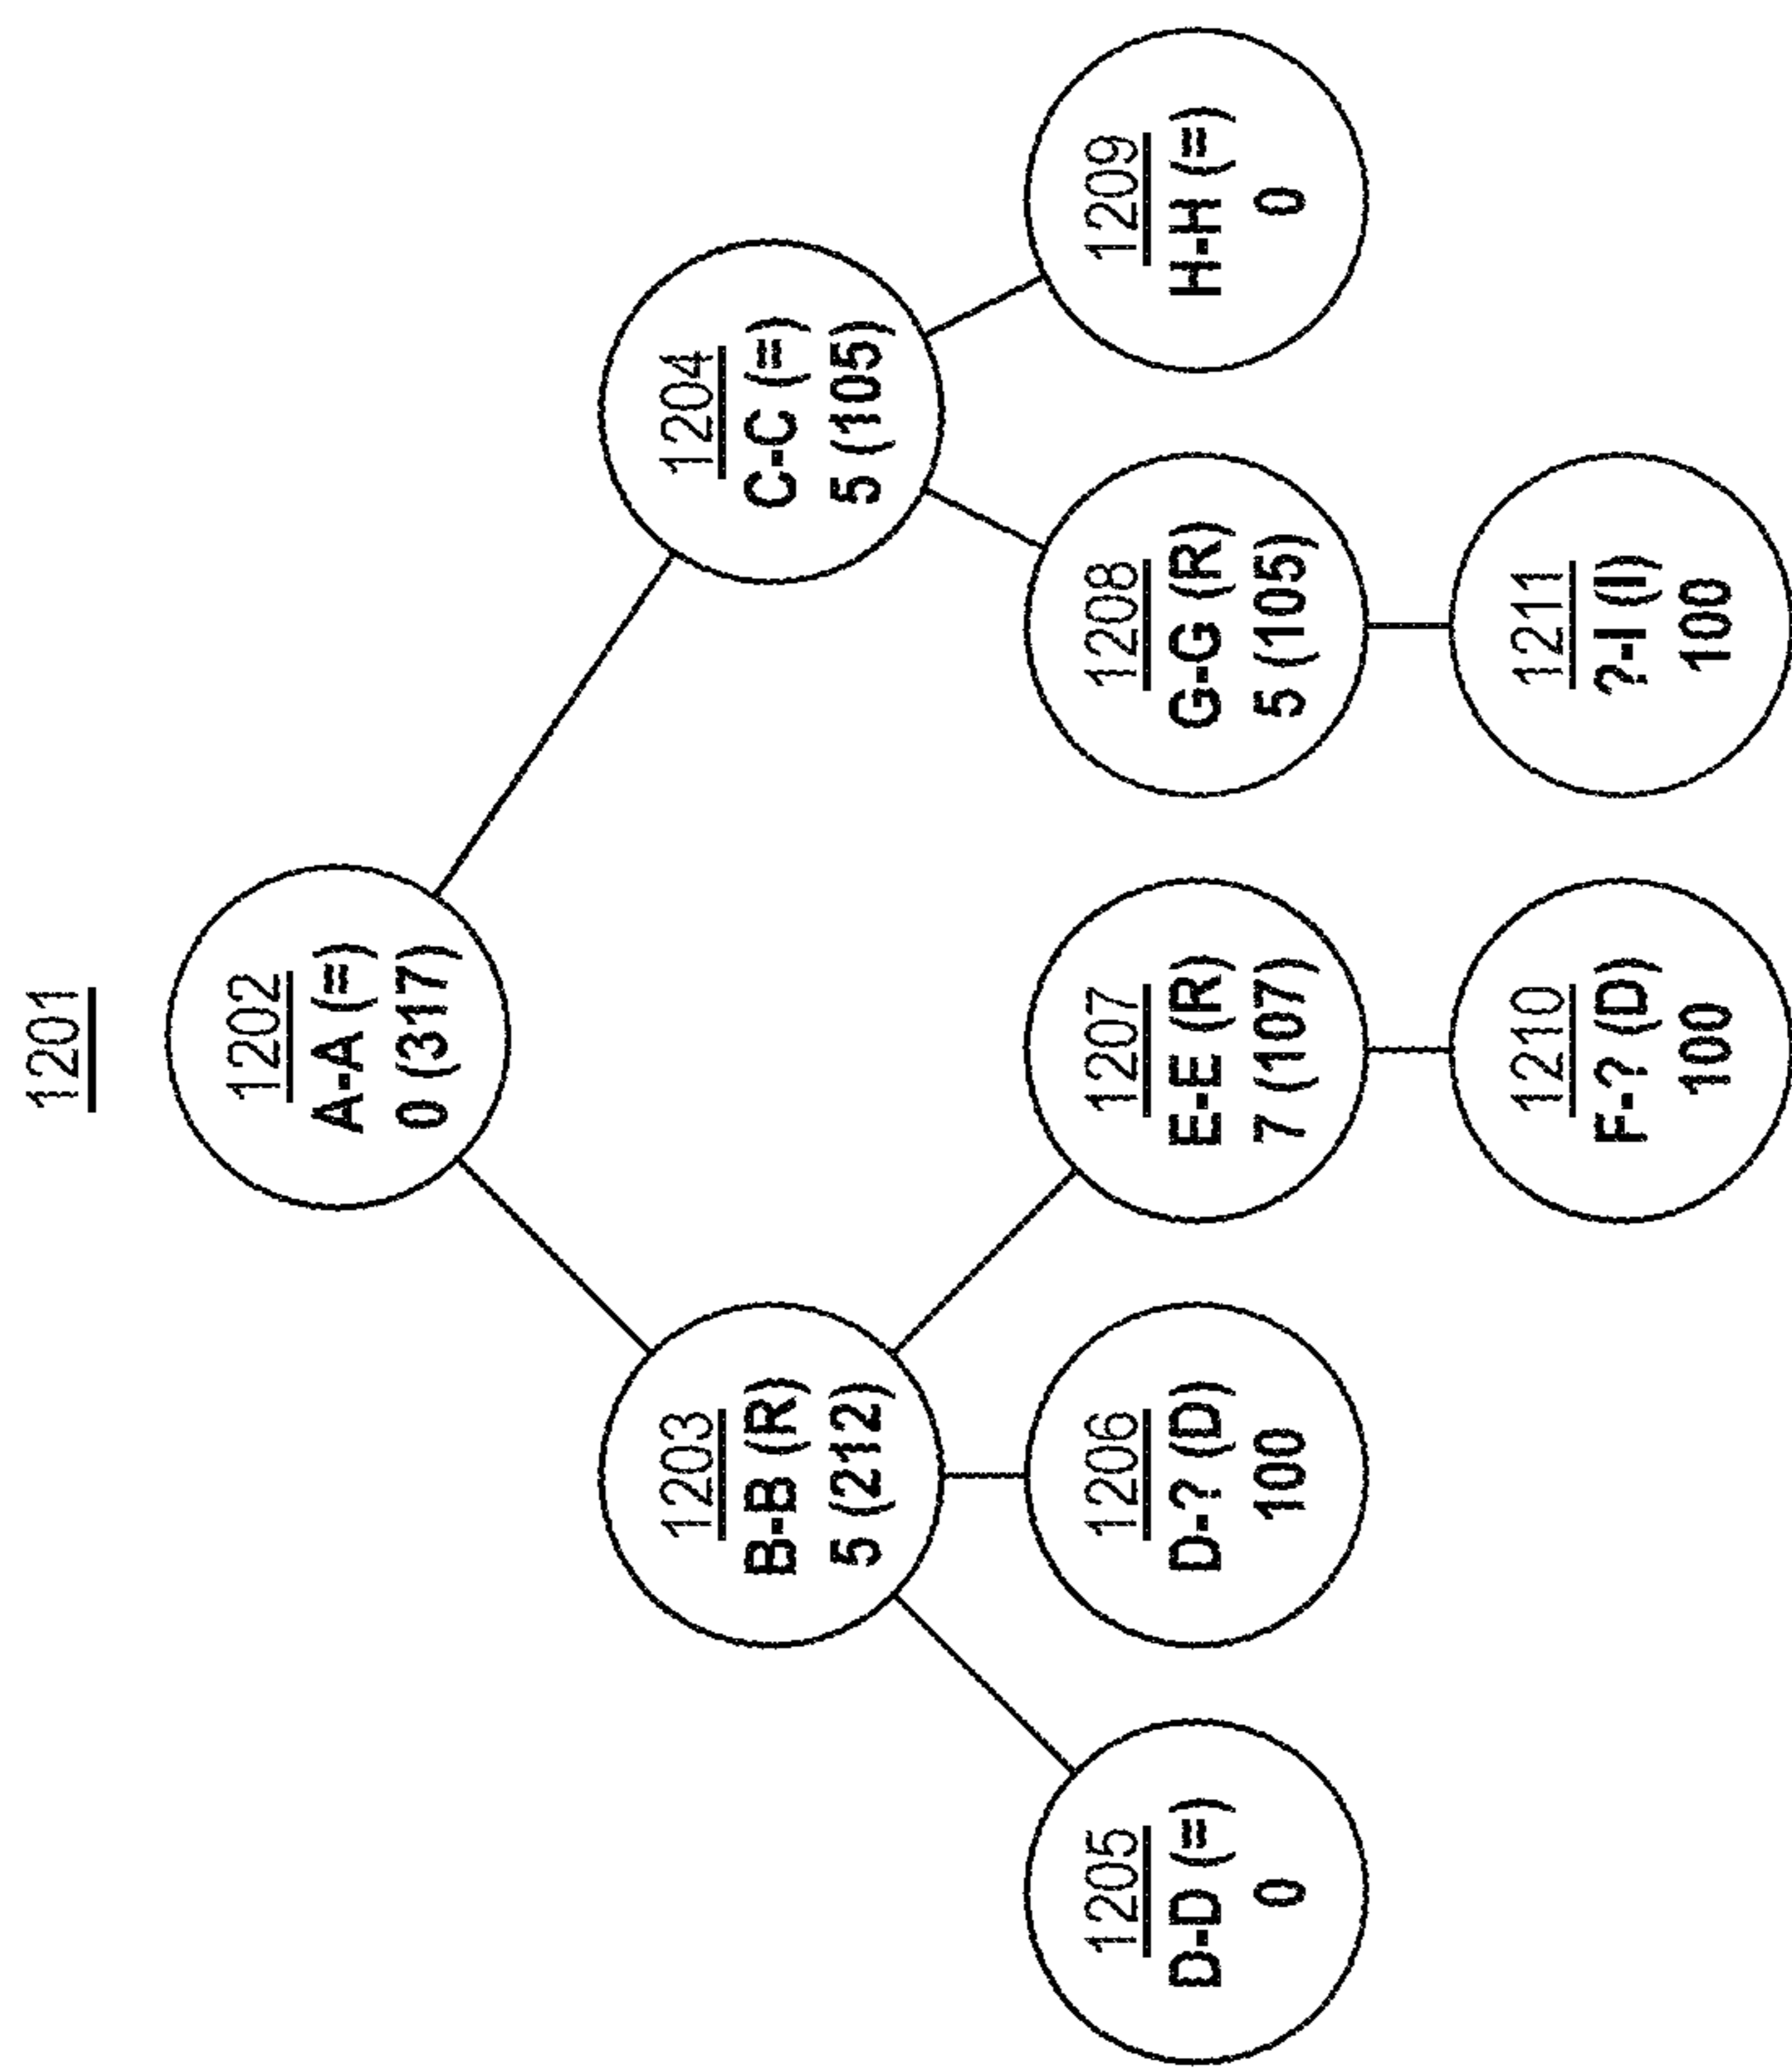 1201
1202
A-A (=)
0 (317)
1203
B-B (R)
5 (212)
1204
C-C (=)
5 (105)
1205
D-D (=)
0
1206
D-? (D)
100
1207
E-E (R)
7 (107)
1208
G-G (R)
5 (105)
1209
H-H (=)
0
1210
F-? (D)
100
1211
?-I (I)
100